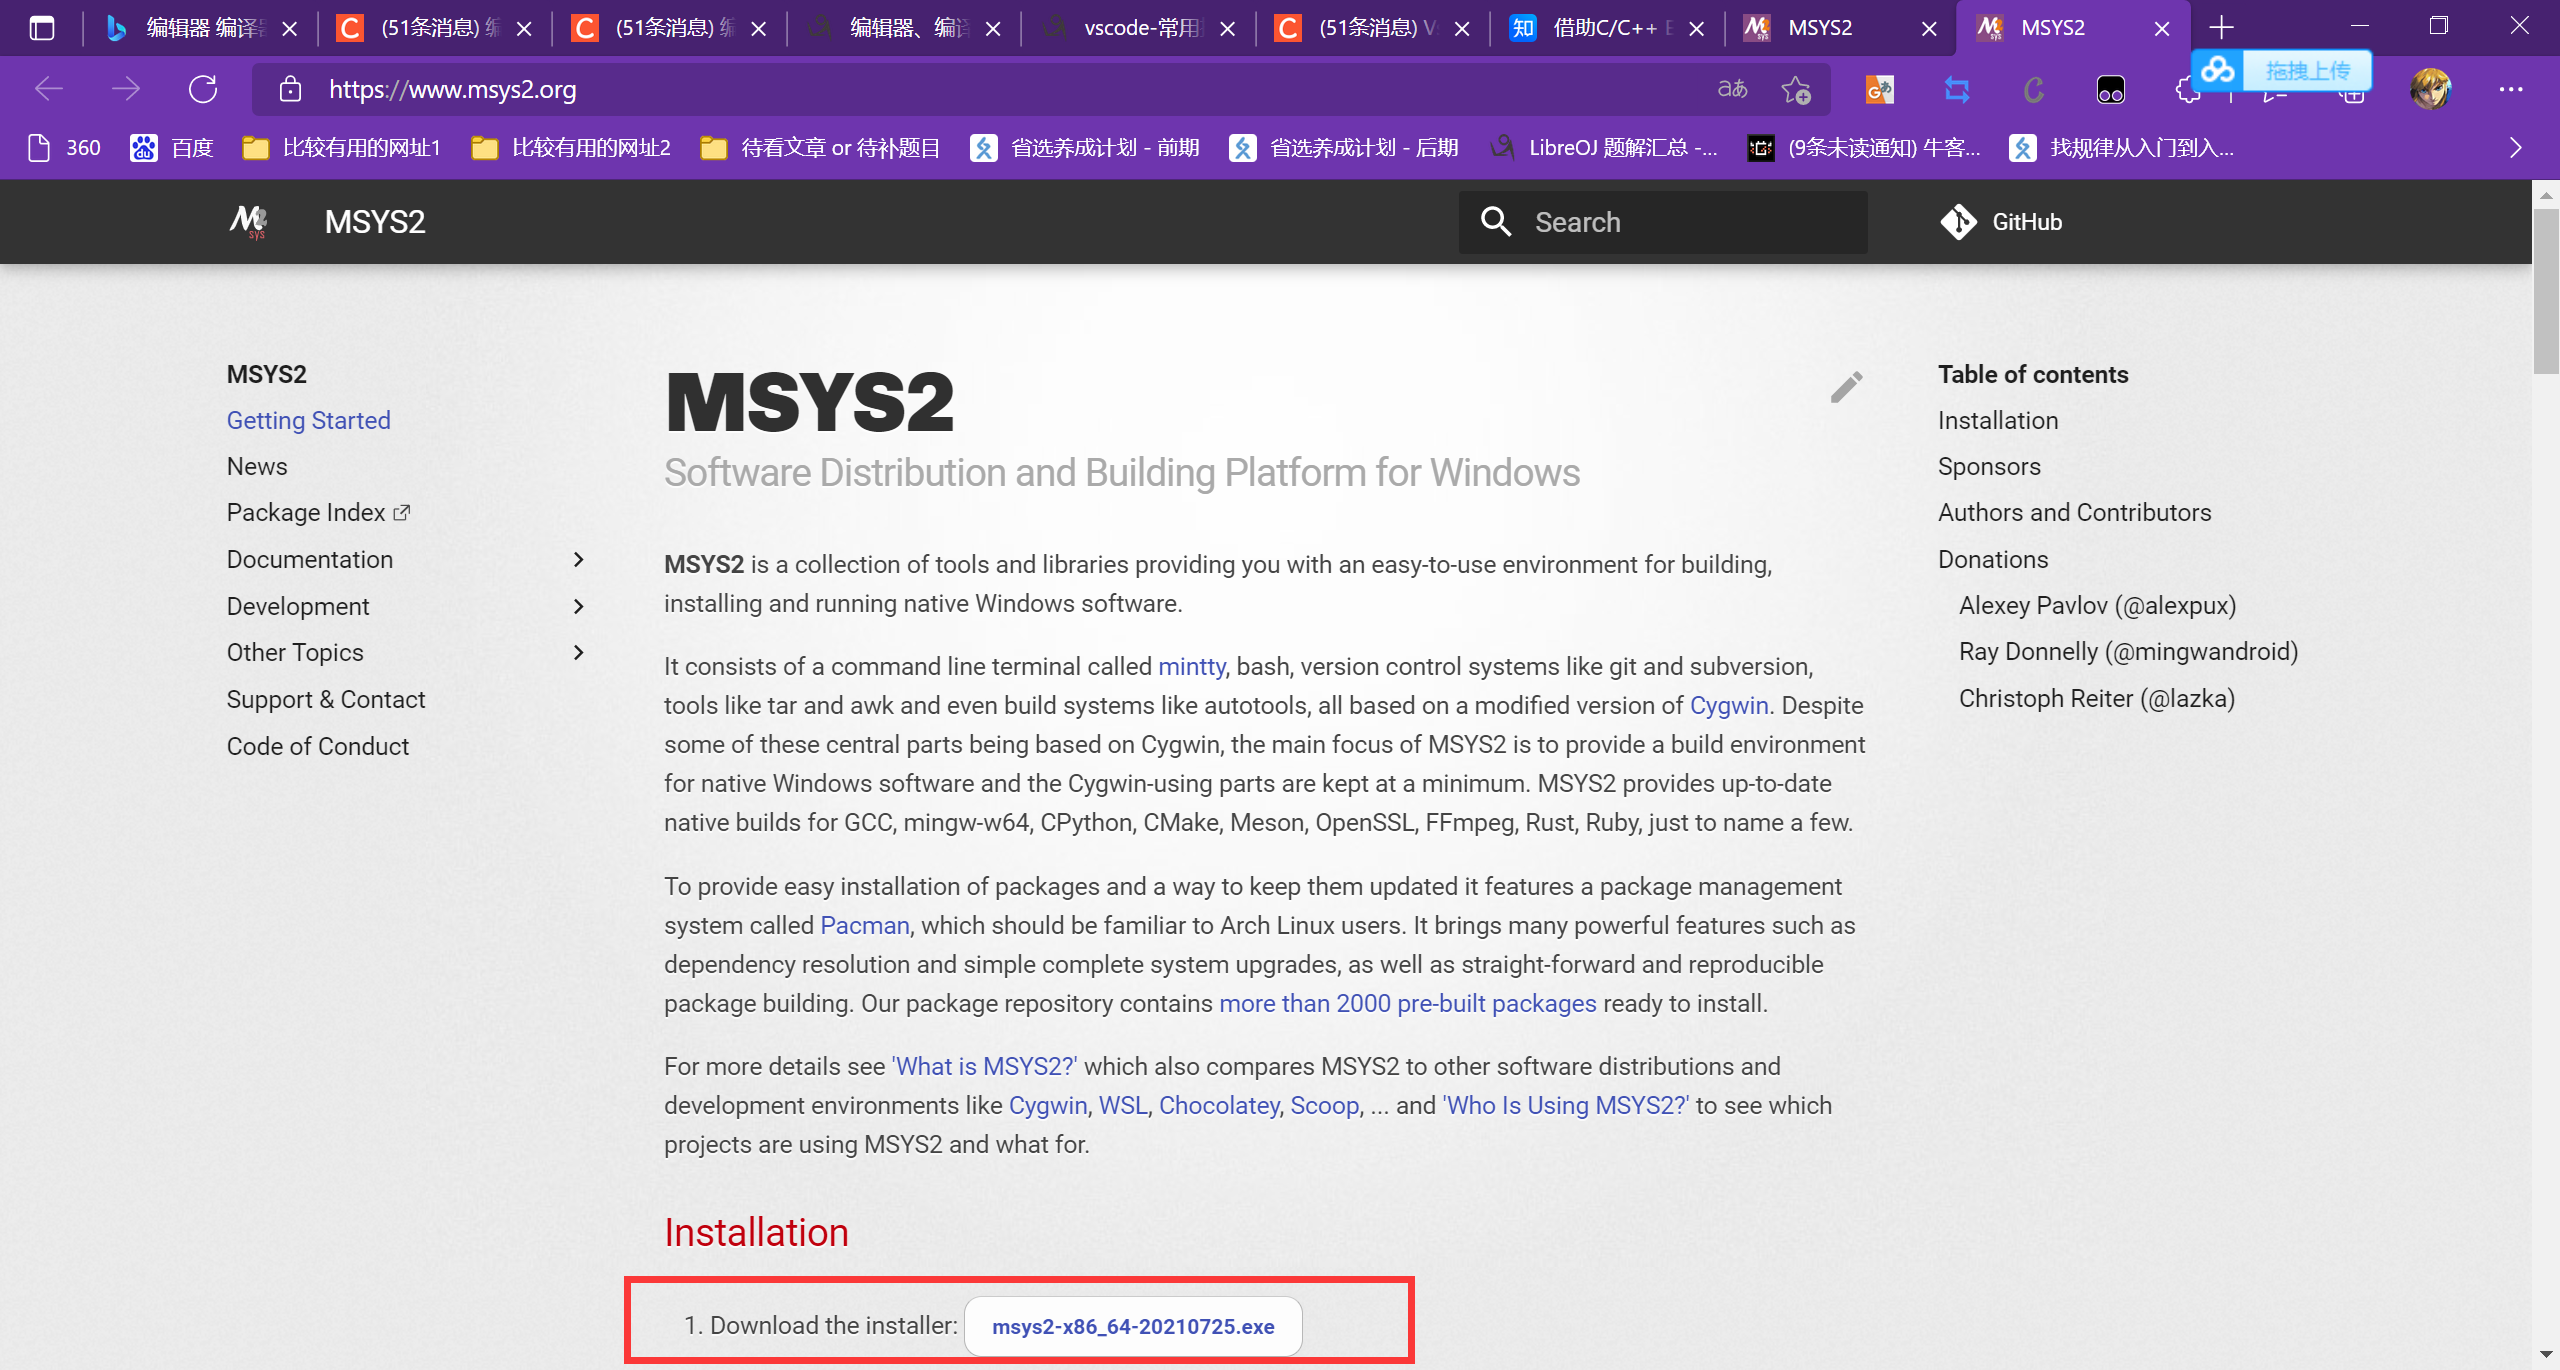 编辑器 编译
(51条消息) 编
(51条消息) 编
编辑器、编译
vscode-常用
(51条消息) V
知 借助C/C++
MSYS2
MSYS2
https://www.msys2.org
aあ
拖拽上传
360
百度
比较有用的网址1
比较有用的网址2
待看文章 or 待补题目
省选养成计划 - 前期
省选养成计划 - 后期
LibreOJ 题解汇总 -...
(9条未读通知) 牛客...
找规律从入门到入...
MSYS2
Search
GitHub
MSYS2
Getting Started
News
Package Index
Documentation
Development
Other Topics
Support & Contact
Code of Conduct
MSYS2
Software Distribution and Building Platform for Windows
MSYS2 is a collection of tools and libraries providing you with an easy-to-use environment for building,
installing and running native Windows software.
It consists of a command line terminal called mintty, bash, version control systems like git and subversion,
tools like tar and awk and even build systems like autotools, all based on a modified version of Cygwin. Despite
some of these central parts being based on Cygwin, the main focus of MSYS2 is to provide a build environment
for native Windows software and the Cygwin-using parts are kept at a minimum. MSYS2 provides up-to-date
native builds for GCC, mingw-w64, CPython, CMake, Meson, OpenSSL, FFmpeg, Rust, Ruby, just to name a few.
To provide easy installation of packages and a way to keep them updated it features a package management
system called Pacman, which should be familiar to Arch Linux users. It brings many powerful features such as
dependency resolution and simple complete system upgrades, as well as straight-forward and reproducible
package building. Our package repository contains more than 2000 pre-built packages ready to install.
For more details see 'What is MSYS2?' which also compares MSYS2 to other software distributions and
development environments like Cygwin, WSL, Chocolatey, Scoop, ... and 'Who Is Using MSYS2?' to see which
projects are using MSYS2 and what for.
Installation
1. Download the installer: msys2-x86_64-20210725.exe
Table of contents
Installation
Sponsors
Authors and Contributors
Donations
Alexey Pavlov (@alexpux)
Ray Donnelly (@mingwandroid)
Christoph Reiter (@lazka)